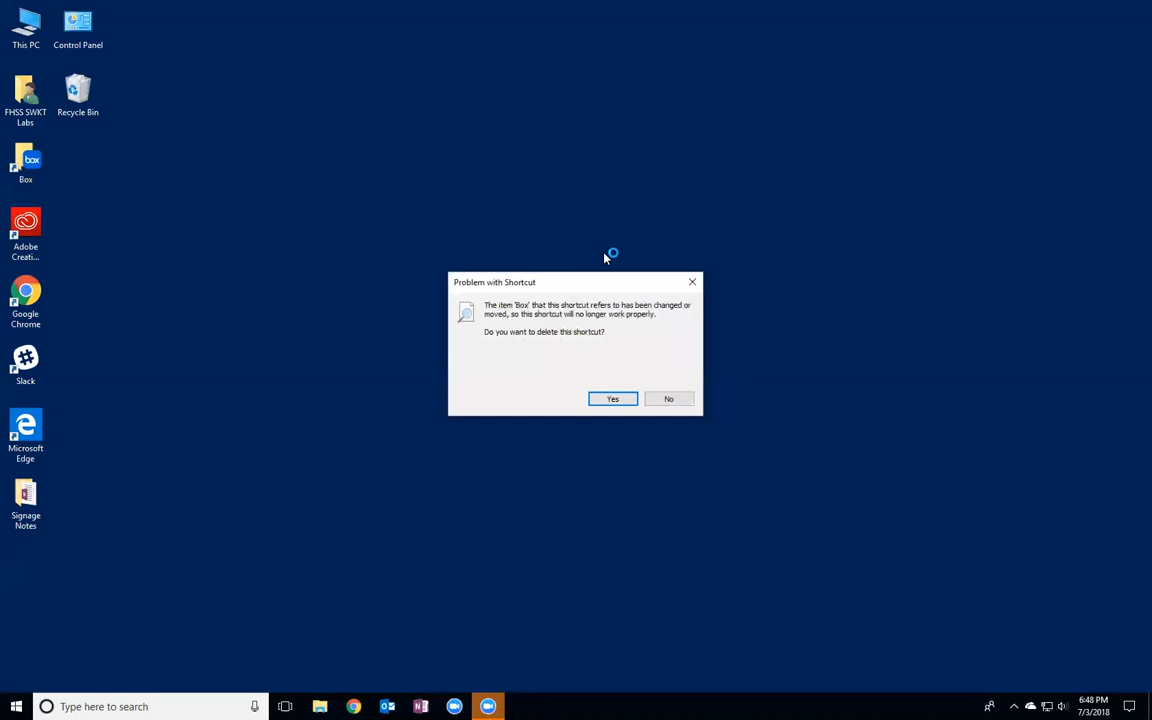 This PC
Control Panel
FHSS SWKT
Labs
Recycle Bin
box
Box
Adobe
Creati...
Google
Chrome
Slack
Microsoft
Edge
Signage
Notes
Problem with Shortcut
The item 'Box' that this shortcut refers to has been changed or
moved, so this shortcut will no longer work properly.
Do you want to delete this shortcut?
Yes
No
Type here to search
6:48 PM
7/3/2018